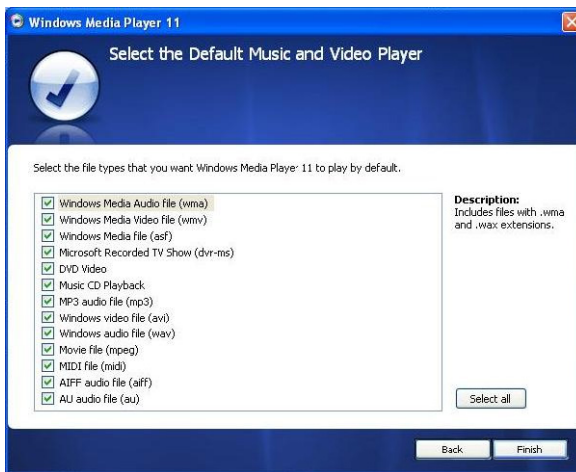 Windows Media Player 11
Select the Default Music and Video Player
Select the file types that you want Windows Media Player 11 to play by default.
Windows Media Audio file (wma)
Windows Media Video file (wmv)
Windows Media file (asf)
Microsoft Recorded TV Show (dvr-ms)
DVD Video
Music CD Playback
MP3 audio file (mp3)
Windows video file (avi)
Windows audio file (wav)
Movie file (mpeg)
MIDI file (midi)
AIFF audio file (aiff)
AU audio file (au)
Description:
Includes files with .wma
and .wax extensions.
Select all
Back
Finish